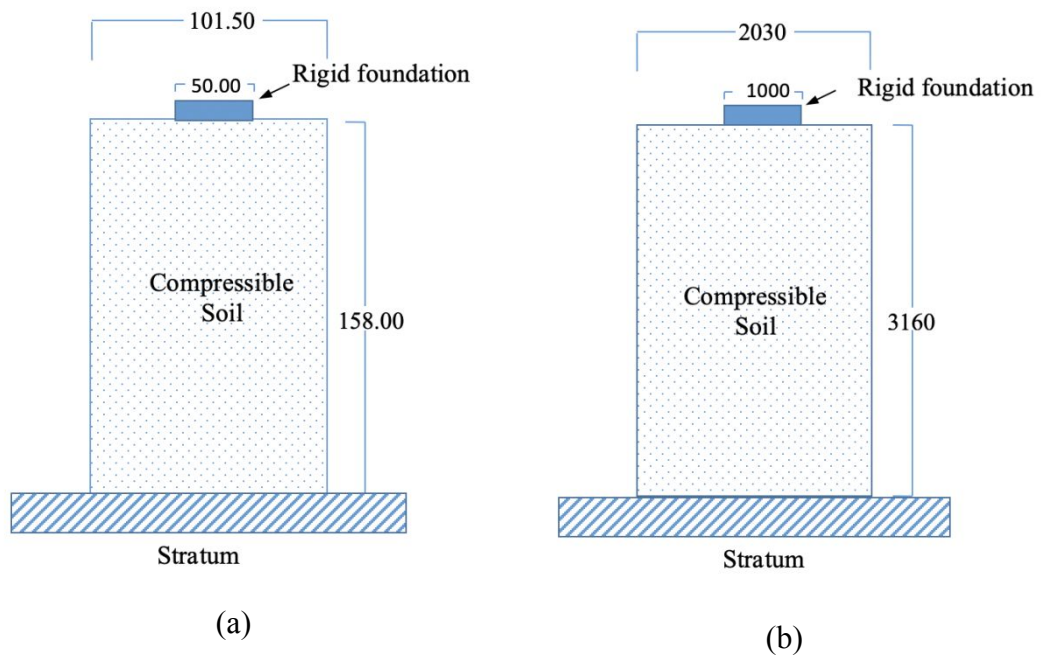 101.50
50.00
Rigid foundation
Compressible
Soil
158.00
Stratum
(a)
2030
1000
Rigid foundation
Compressible
Soil
3160
Stratum
(b)